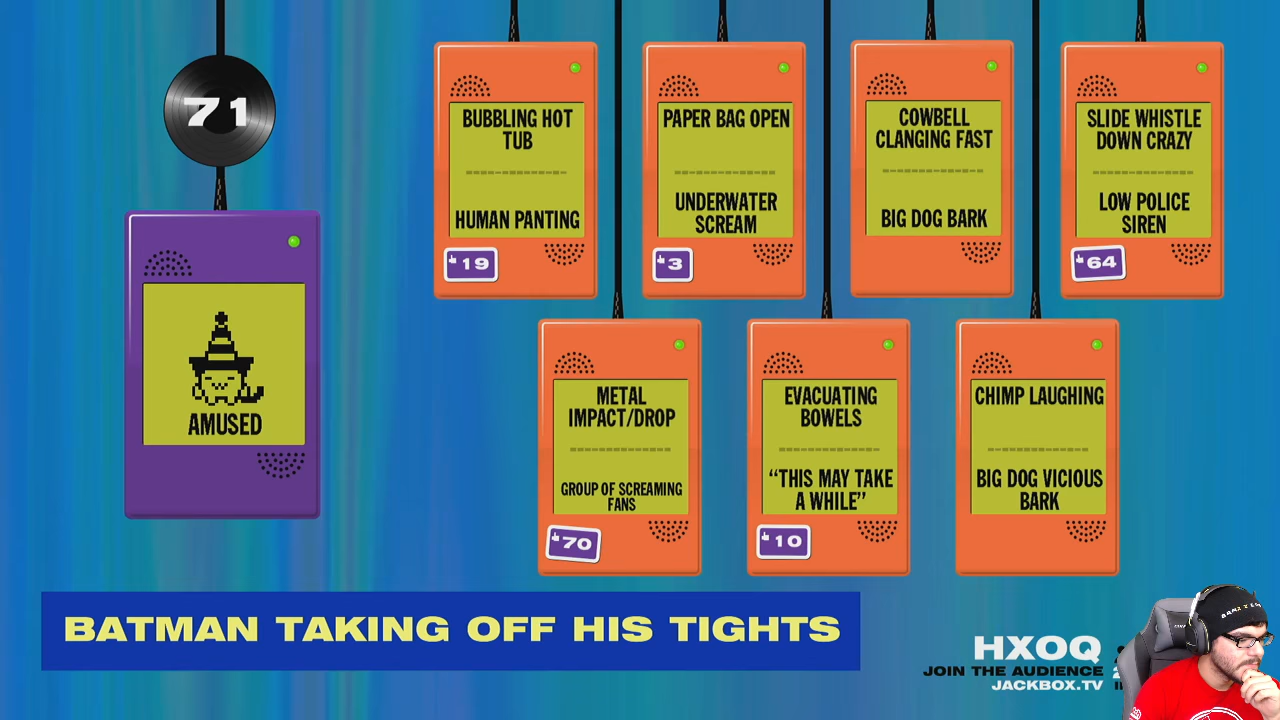 71
AMUSED
BUBBLING HOT
TUB
HUMAN PANTING
19
PAPER BAG OPEN
UNDERWATER
SCREAM
3
COWBELL
CLANGING FAST
BIG DOG BARK
SLIDE WHISTLE
DOWN CRAZY
LOW POLICE
SIREN
64
METAL
IMPACT/DROP
GROUP OF SCREAMING
FANS
70
EVACUATING
BOWELS
“THIS MAY TAKE
A WHILE”
10
CHIMP LAUGHING
BIG DOG VICIOUS
BARK
BATMAN TAKING OFF HIS TIGHTS
HXOQ
JOIN THE AUDIENCE
JACKBOX.TV